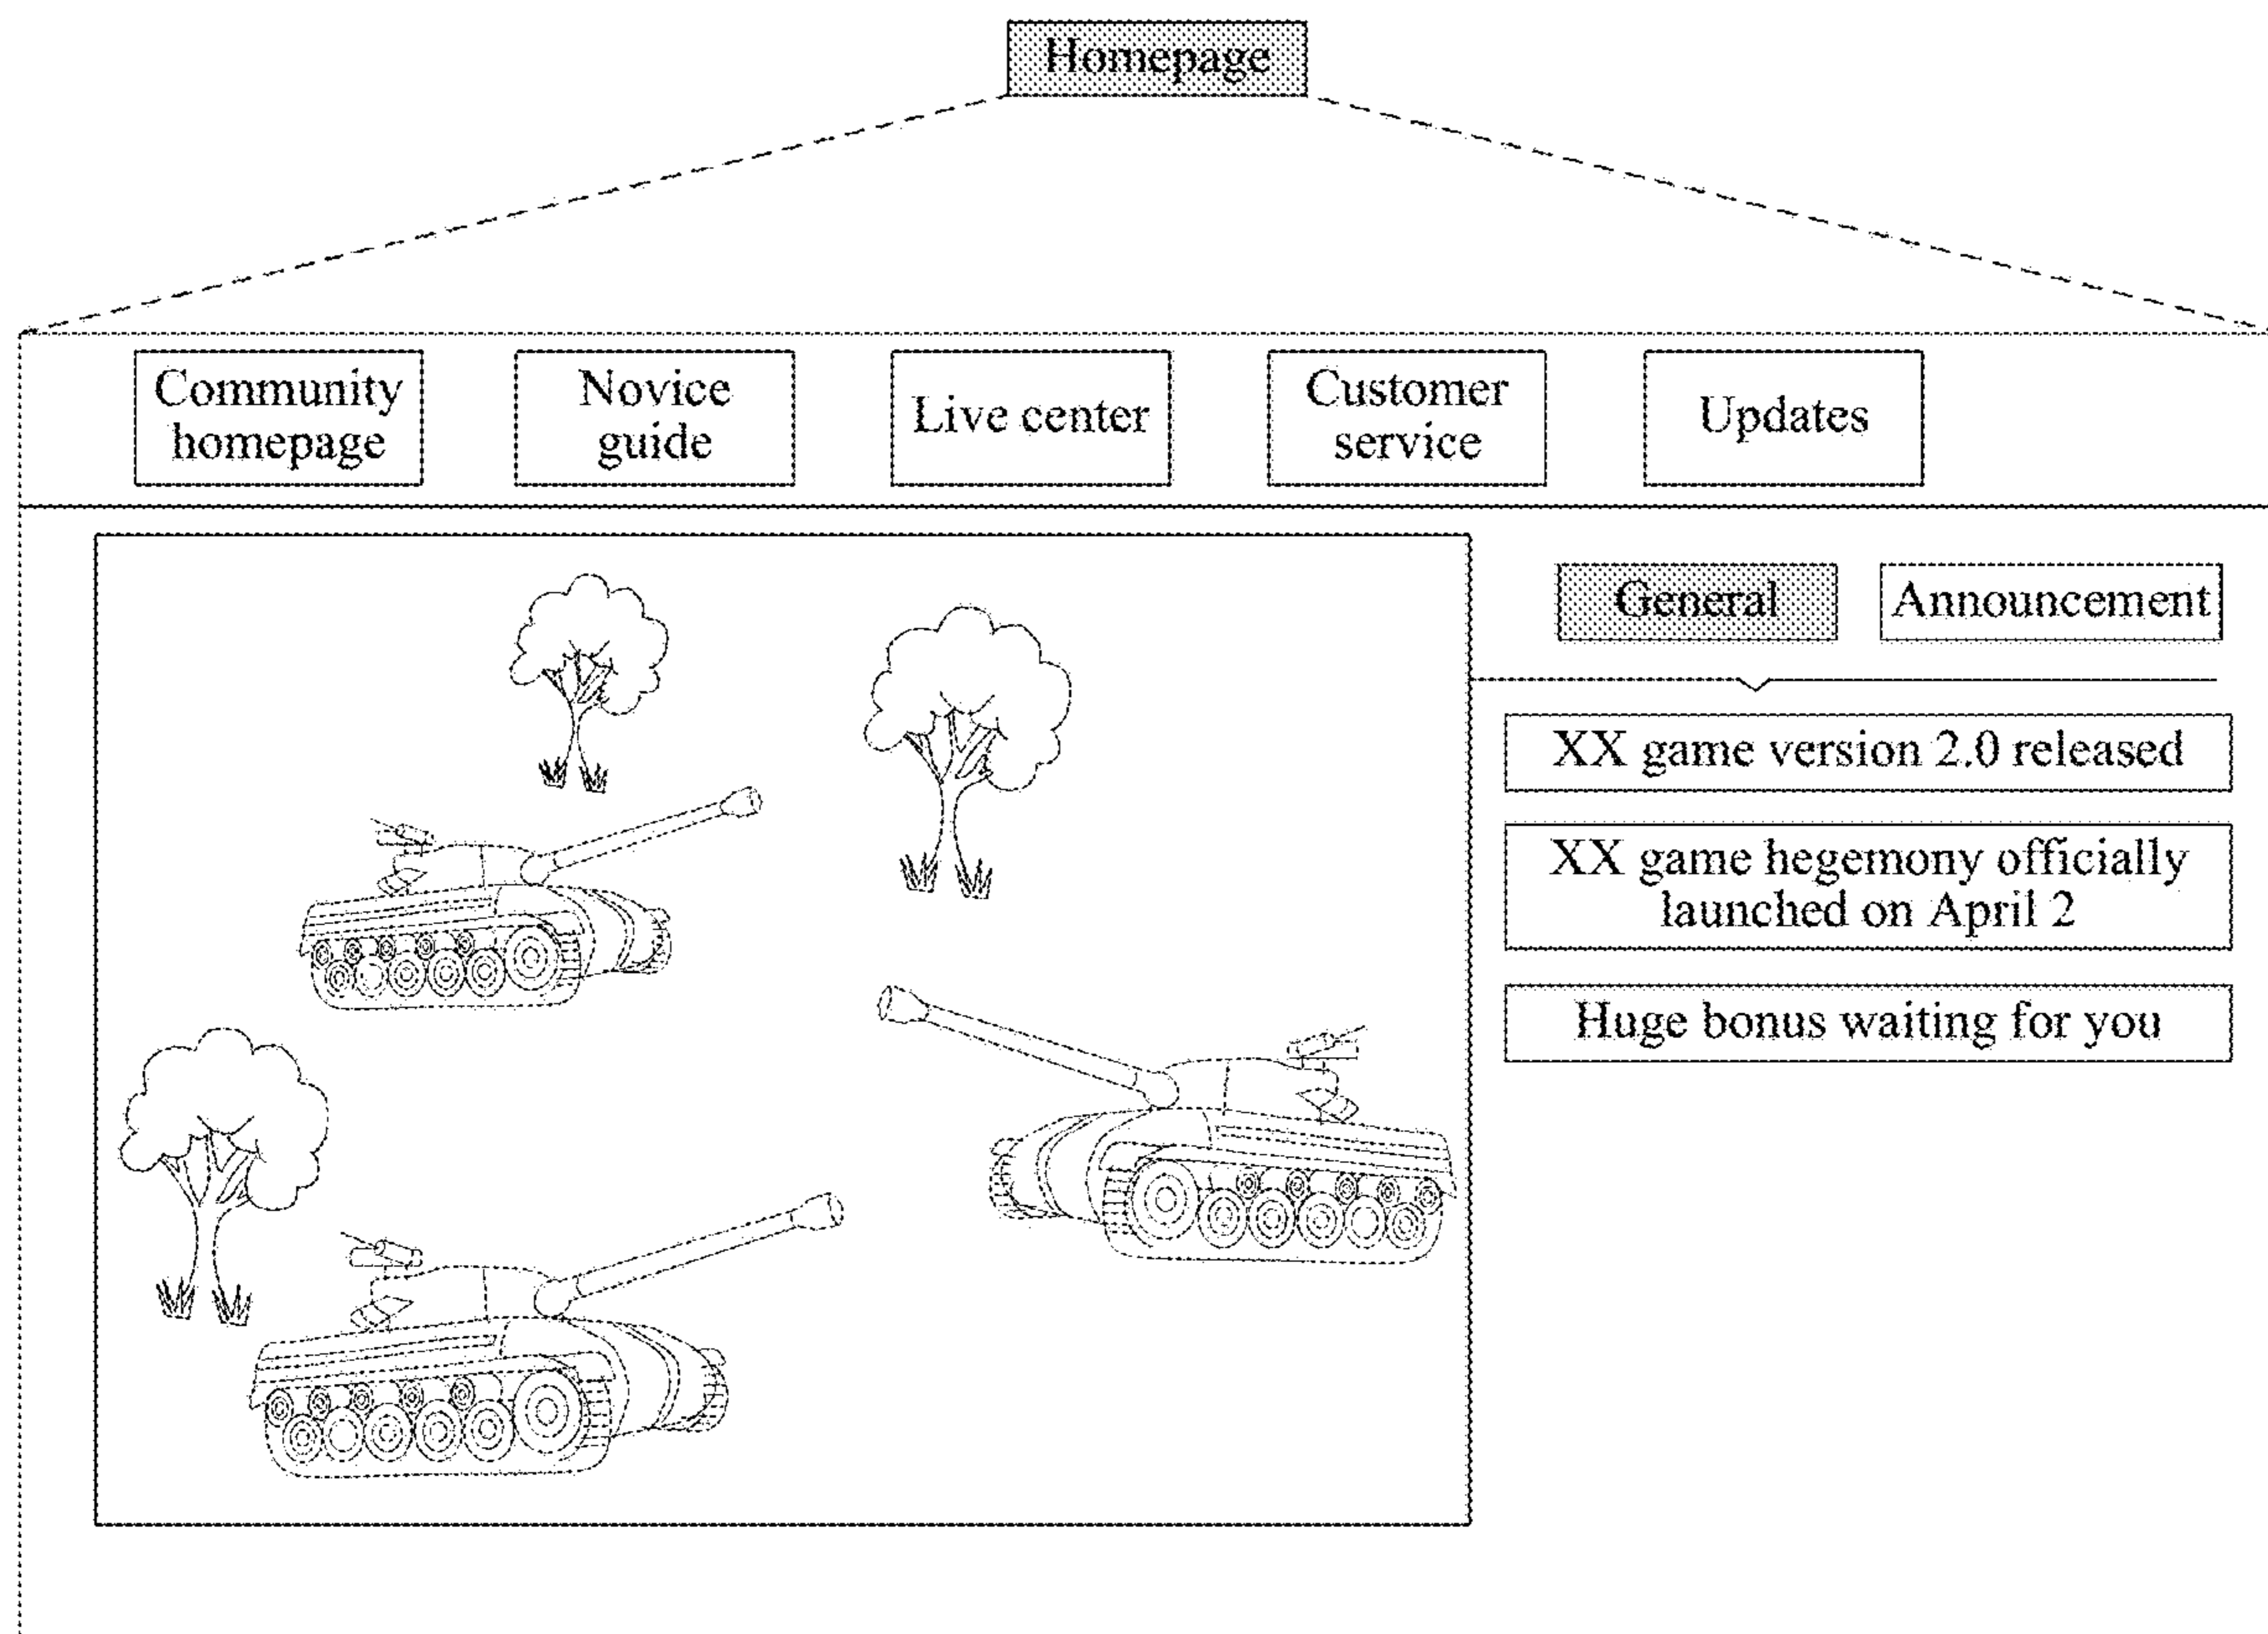 Homepage
Community
homepage
Novice
guide
Live center
Customer
service
Updates
General
Announcement
XX game version 2.0 released
XX game hegemony officially
launched on April 2
Huge bonus waiting for you